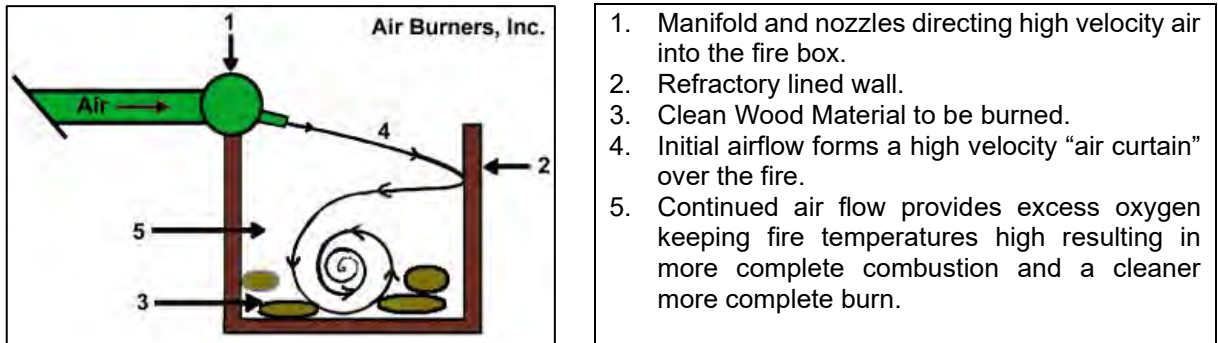 1
Air Burners, Inc.
Air
4
2
5
3
1. Manifold and nozzles directing high velocity air
into the fire box.
2. Refractory lined wall.
3. Clean Wood Material to be burned.
4. Initial airflow forms a high velocity “air curtain”
over the fire.
5. Continued air flow provides excess oxygen
keeping fire temperatures high resulting in
more complete combustion and a cleaner
more complete burn.